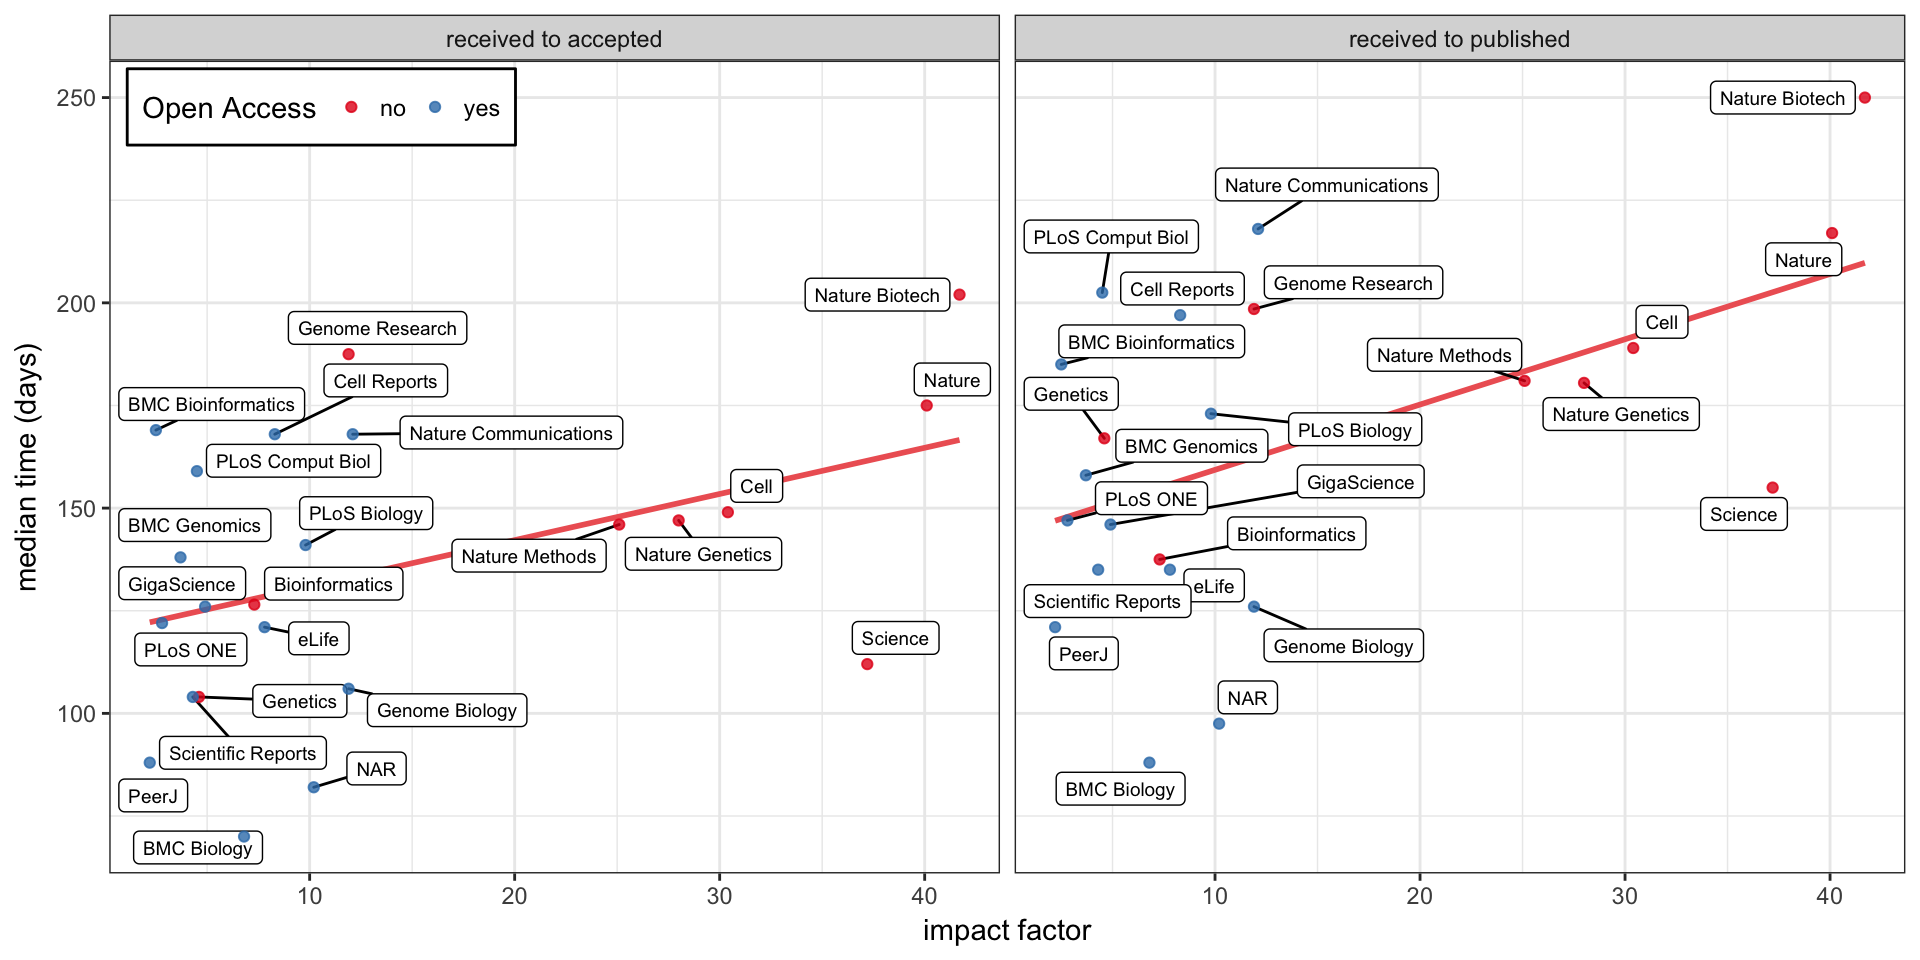 received to accepted
received to published
Open Access
no
yes
median time (days)
250
200
150
100
Nature Biotech
Genome Research
Cell Reports
Nature
BMC Bioinformatics
Nature Communications
PLoS Comput Biol
Cell
PLoS Biology
BMC Genomics
Nature Methods
Nature Genetics
GigaScience
Bioinformatics
eLife
Science
PLoS ONE
Genetics
Genome Biology
Scientific Reports
NAR
PeerJ
BMC Biology
10
20
30
40
Nature Biotech
Nature Communications
PLoS Comput Biol
Nature
Cell Reports
Genome Research
Cell
BMC Bioinformatics
Nature Methods
Genetics
Nature Genetics
PLoS Biology
BMC Genomics
GigaScience
PLoS ONE
Science
Bioinformatics
eLife
Scientific Reports
Genome Biology
PeerJ
NAR
BMC Biology
10
20
30
40
impact factor